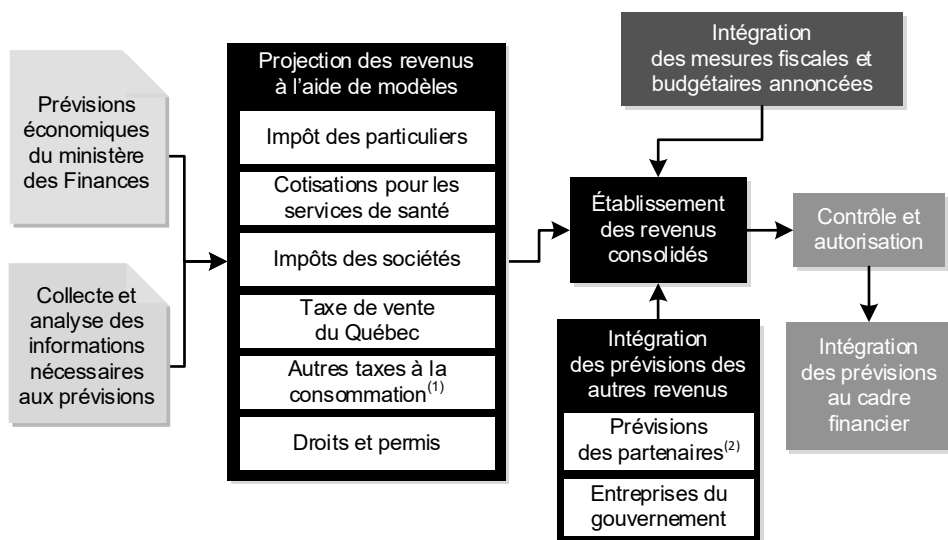 Prévisions
économiques
du ministère
des Finances
Collecte et
analyse des
informations
nécessaires
aux prévisions
Projection des revenus
à l'aide de modèles
Impôt des particuliers
Cotisations pour les
services de santé
Impôts des sociétés
Taxe de vente
du Québec
Autres taxes à la
consommation(1)
Droits et permis
Intégration
des mesures fiscales et
budgétaires annoncées
Établissement
des revenus
consolidés
Intégration
des prévisions des
autres revenus
Prévisions
des partenaires(2)
Entreprises du
gouvernement
Contrôle et
autorisation
Intégration
des prévisions
au cadre
financier